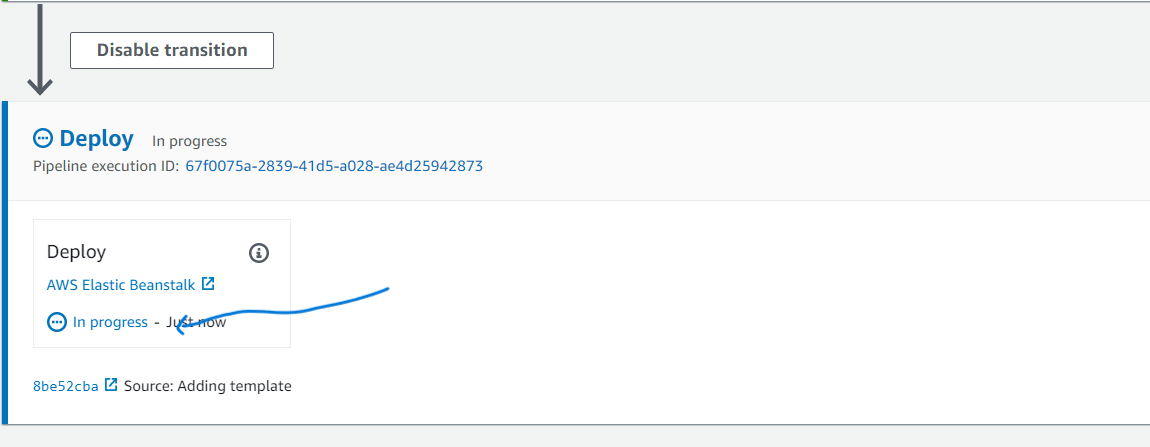 Disable transition
Deploy In progress
Pipeline execution ID: 67f0075a-2839-41d5-a028-ae4d25942873
Deploy
AWS Elastic Beanstalk
In progress - Just now
8be52cba Source: Adding template